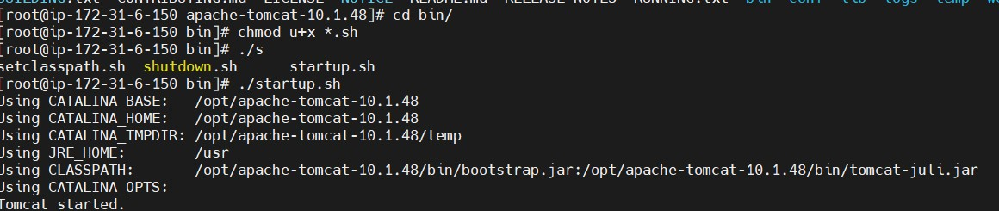 BUILDING.txt CONTRIBUTING.md LICENSE NOTICE README.md RELEASE-NOTES RUNNING.txt bin conf lib logs temp
[root@ip-172-31-6-150 apache-tomcat-10.1.48]# cd bin/
[root@ip-172-31-6-150 bin]# chmod u+x *.sh
[root@ip-172-31-6-150 bin]# ./s
setclasspath.sh shutdown.sh startup.sh
[root@ip-172-31-6-150 bin]# ./startup.sh
Using CATALINA_BASE: /opt/apache-tomcat-10.1.48
Using CATALINA_HOME: /opt/apache-tomcat-10.1.48
Using CATALINA_TMPDIR: /opt/apache-tomcat-10.1.48/temp
Using JRE_HOME: /usr
Using CLASSPATH: /opt/apache-tomcat-10.1.48/bin/bootstrap.jar:/opt/apache-tomcat-10.1.48/bin/tomcat-juli.jar
Using CATALINA_OPTS:
Tomcat started.